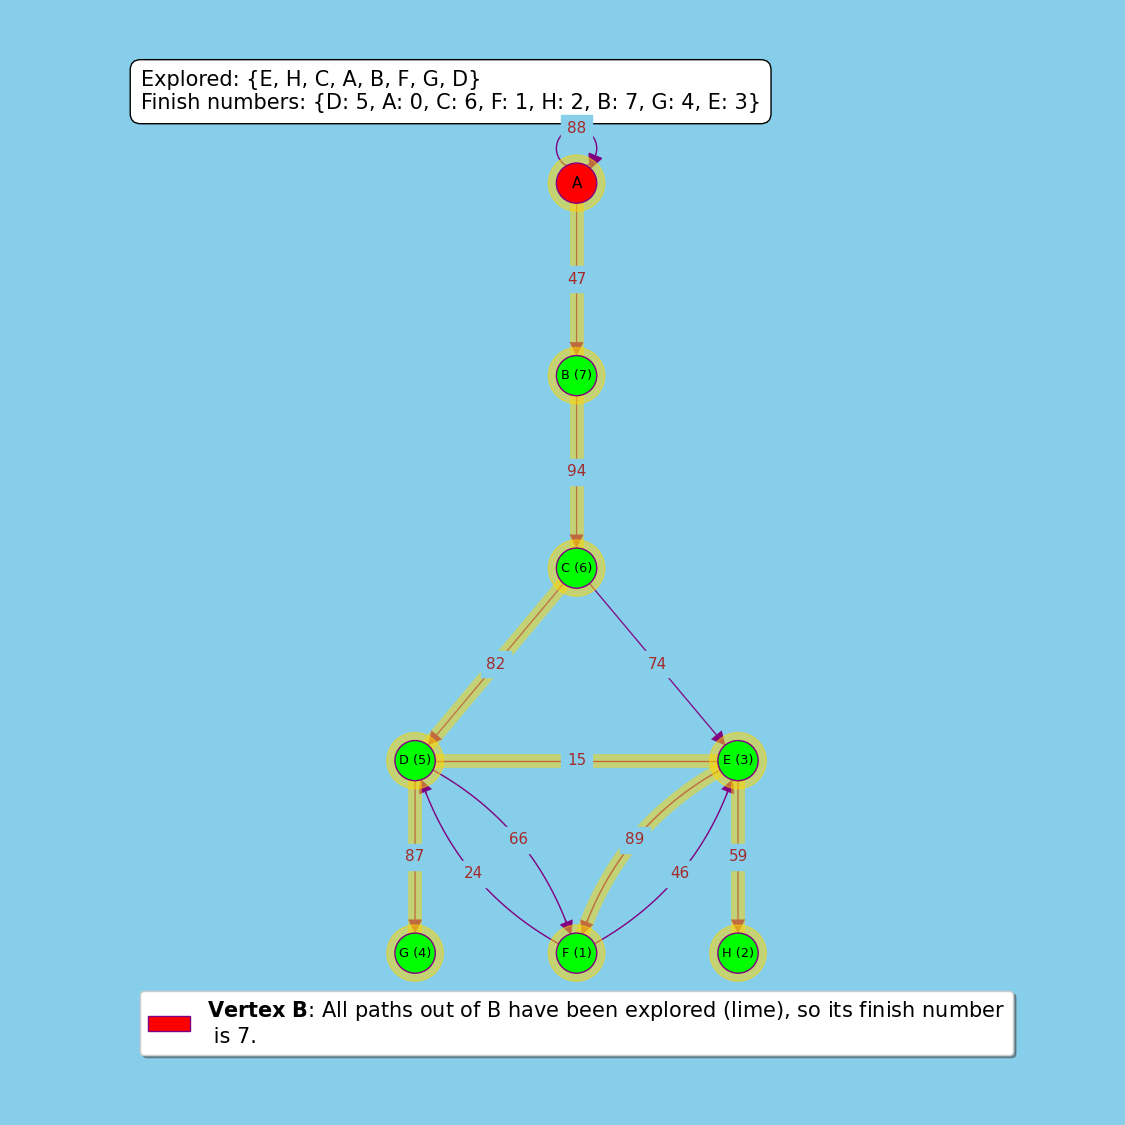 Explored: {E, H, C, A, B, F, G, D}
Finish numbers: {D: 5, A: 0, C: 6, F: 1, H: 2, B: 7, G: 4, E: 3}
88
A
47
B (7)
94
C (6)
82
74
D (5)
15
E (3)
66
89
87
59
24
46
G (4)
F (1)
H (2)
Vertex B: All paths out of B have been explored (lime), so its finish number
is 7.